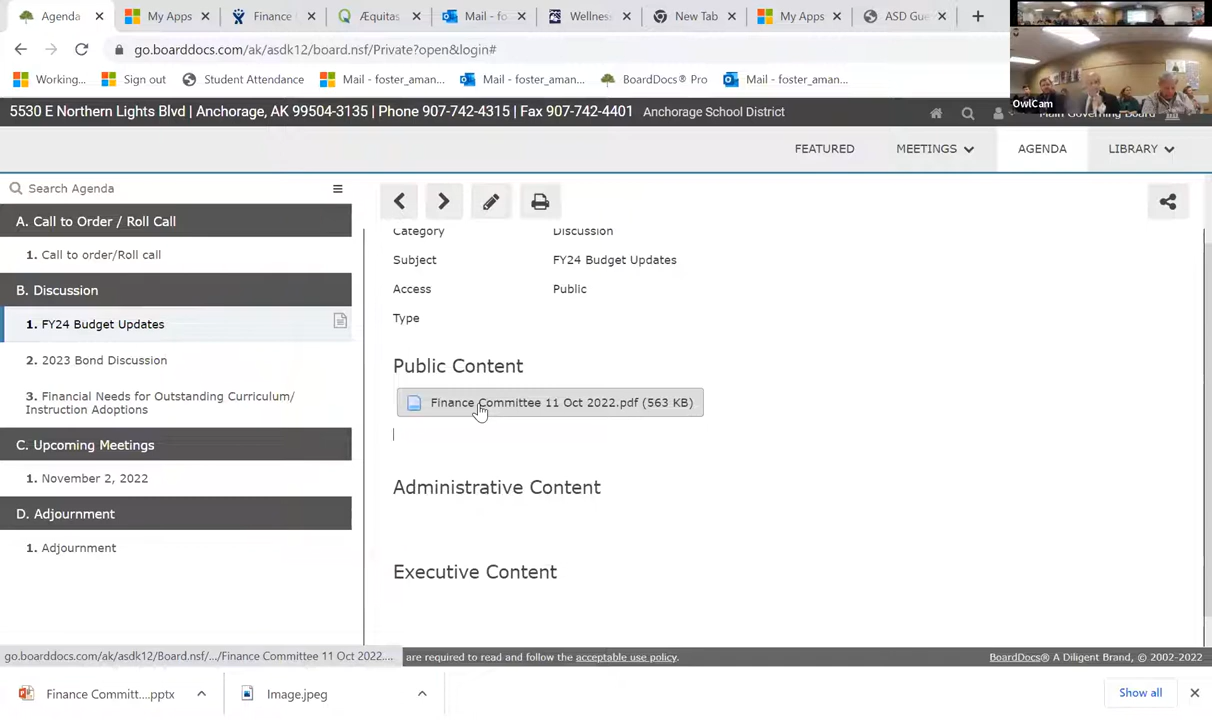 Agenda
My Apps
Finance
Æquitas
Mail - fo
Wellness
New Tab
My Apps
ASD Gue
go.boarddocs.com/ak/asdk12/board.nsf/Private?open&login#
Working...
Sign out
Student Attendance
Mail - foster_aman...
Mail - foster_aman...
BoardDocs® Pro
Mail - foster_aman...
OwlCam
5530 E Northern Lights Blvd | Anchorage, AK 99504-3135 | Phone 907-742-4315 | Fax 907-742-4401 Anchorage School District
Main Governing Board
FEATURED
MEETINGS
AGENDA
LIBRARY
Search Agenda
A. Call to Order / Roll Call
1. Call to order/Roll call
B. Discussion
1. FY24 Budget Updates
2. 2023 Bond Discussion
3. Financial Needs for Outstanding Curriculum/
Instruction Adoptions
C. Upcoming Meetings
1. November 2, 2022
D. Adjournment
1. Adjournment
Category Discussion
Subject FY24 Budget Updates
Access Public
Type
Public Content
Finance Committee 11 Oct 2022.pdf (563 KB)
Administrative Content
Executive Content
go.boarddocs.com/ak/asdk12/Board.nsf/.../Finance Committee 11 Oct 2022....
are required to read and follow the acceptable use policy.
BoardDocs® A Diligent Brand, © 2002-2022
Finance Committ....pptx
Image.jpeg
Show all